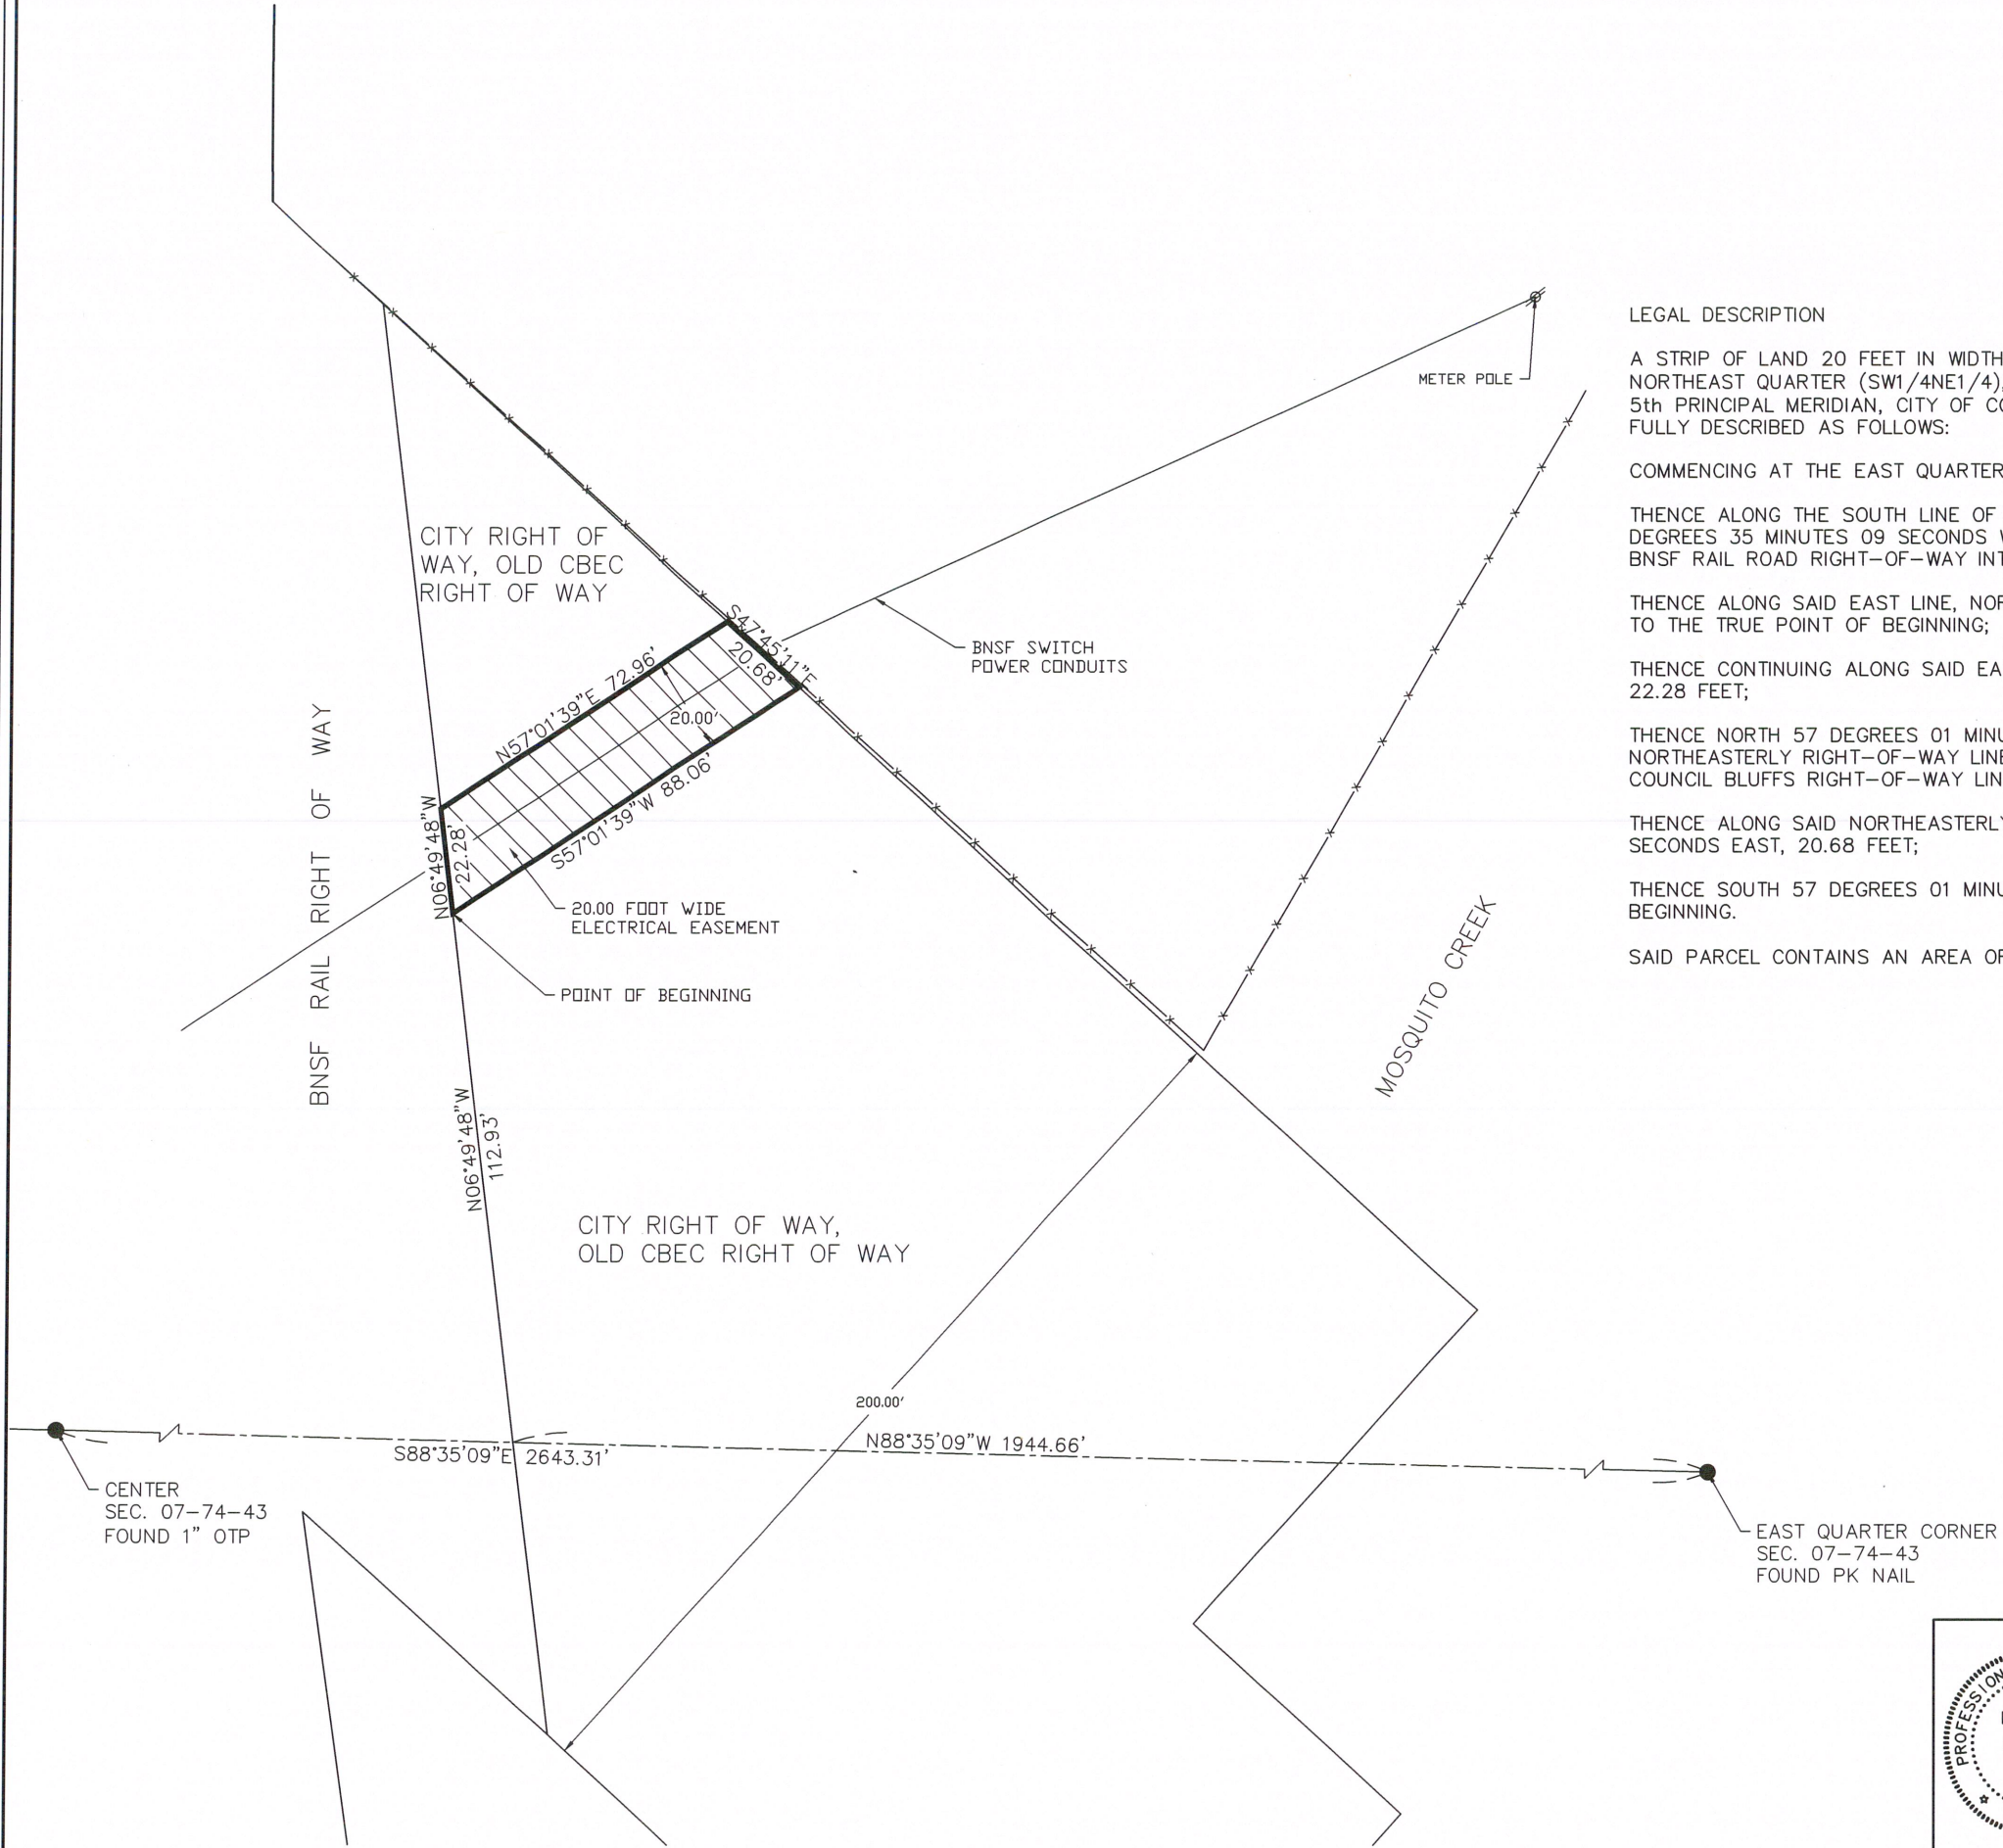 METER POLE
LEGAL DESCRIPTION
A STRIP OF LAND 20 FEET IN WIDTH
NORTHEAST QUARTER (SW1/4NE1/4),
5th PRINCIPAL MERIDIAN, CITY OF
FULLY DESCRIBED AS FOLLOWS:
COMMENCING AT THE EAST QUARTER
THENCE ALONG THE SOUTH LINE OF
DEGREES 35 MINUTES 09 SECONDS
BNSF RAIL ROAD RIGHT-OF-WAY
THENCE ALONG SAID EAST LINE,
TO THE TRUE POINT OF BEGINNING;
THENCE CONTINUING ALONG SAID
22.28 FEET;
THENCE NORTH 57 DEGREES 01
NORTHEASTERLY RIGHT-OF-WAY LINE
COUNCIL BLUFFS RIGHT-OF-WAY
THENCE ALONG SAID NORTHEASTERLY
SECONDS EAST, 20.68 FEET;
THENCE SOUTH 57 DEGREES 01
BEGINNING.
SAID PARCEL CONTAINS AN AREA
CITY RIGHT OF
WAY, OLD CBEC
RIGHT OF WAY
BNSF SWITCH
POWER CONDUITS
S47°45'11"E
20.68'
N57°01'39"E 72.96'
20.00'
S57°01'39"W 88.06'
N06°49'48"W
22.28'
20.00 FOOT WIDE
ELECTRICAL EASEMENT
POINT OF BEGINNING
BNSF RAIL RIGHT OF WAY
MOSQUITO CREEK
N06°49'48"W
112.93'
CITY RIGHT OF WAY,
OLD CBEC RIGHT OF WAY
200.00'
S88°35'09"E 2643.31'
N88°35'09"W 1944.66'
CENTER
SEC. 07-74-43
FOUND 1" OTP
EAST QUARTER CORNER
SEC. 07-74-43
FOUND PK NAIL